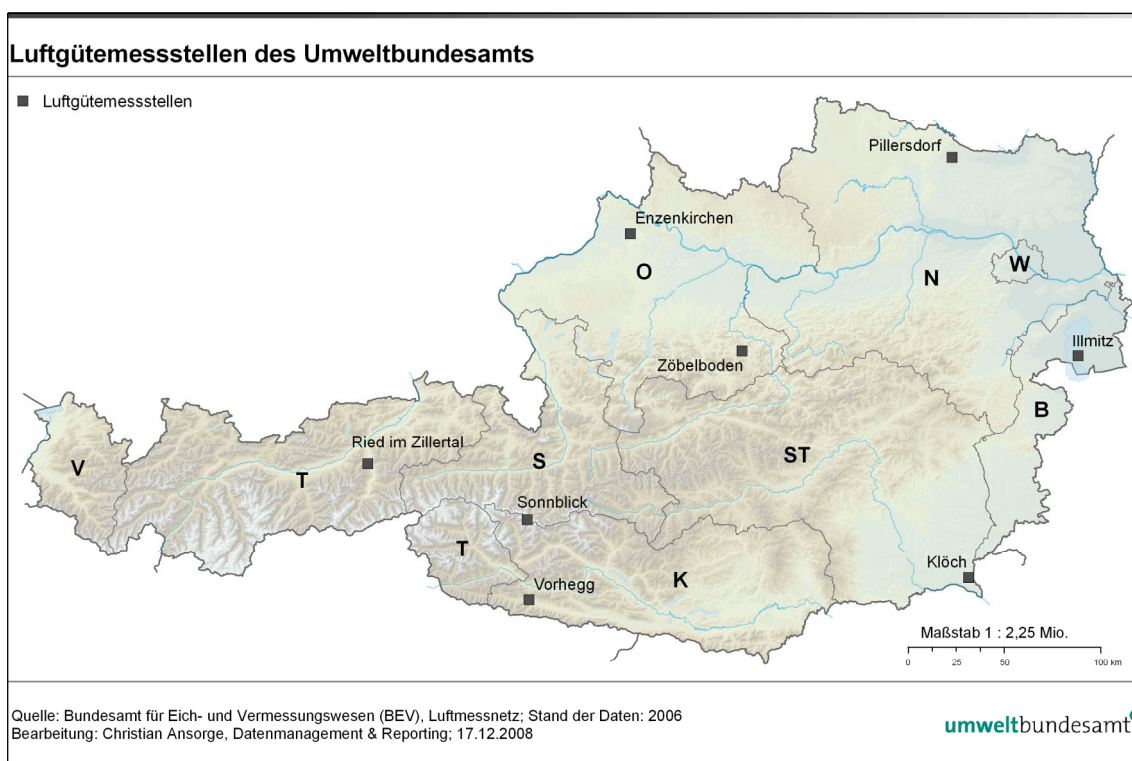 Luftgütemessstellen des Umweltbundesamts
Luftgütemessstellen
Pillersdorf
Enzenkirchen
O
N
W
Zöbelboden
Illmitz
B
Ried im Zillertal
V
T
S
ST
Sonnblick
T
Vorhegg
K
Klöch
Maßstab 1 : 2,25 Mio.
0 25 50 100 km
Quelle: Bundesamt für Eich- und Vermessungswesen (BEV), Luftmessnetz; Stand der Daten: 2006
Bearbeitung: Christian Ansorge, Datenmanagement & Reporting; 17.12.2008
umweltbundesamt